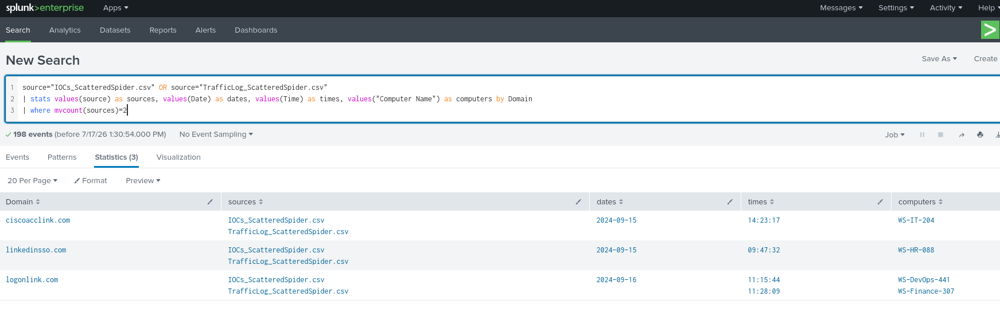 splunk>enterprise Apps Messages Settings Activity Help
Search Analytics Datasets Reports Alerts Dashboards
New Search Save As Create
1 source="IOCs_ScatteredSpider.csv" OR source="TrafficLog_ScatteredSpider.csv"
2 | stats values(source) as sources, values(Date) as dates, values(Time) as times, values("Computer Name") as computers by Domain
3 | where mvcount(sources)=2
198 events (before 7/17/26 1:30:54.000 PM) No Event Sampling Job
Events Patterns Statistics (3) Visualization
20 Per Page Format Preview
Domain sources dates times computers
ciscoacclink.com IOCs_ScatteredSpider.csv 2024-09-15 14:23:17 WS-IT-204
TrafficLog_ScatteredSpider.csv
linkedinsso.com IOCs_ScatteredSpider.csv 2024-09-15 09:47:32 WS-HR-088
TrafficLog_ScatteredSpider.csv
logonlink.com IOCs_ScatteredSpider.csv 2024-09-16 11:15:44 WS-DevOps-441
TrafficLog_ScatteredSpider.csv 11:28:09 WS-Finance-307